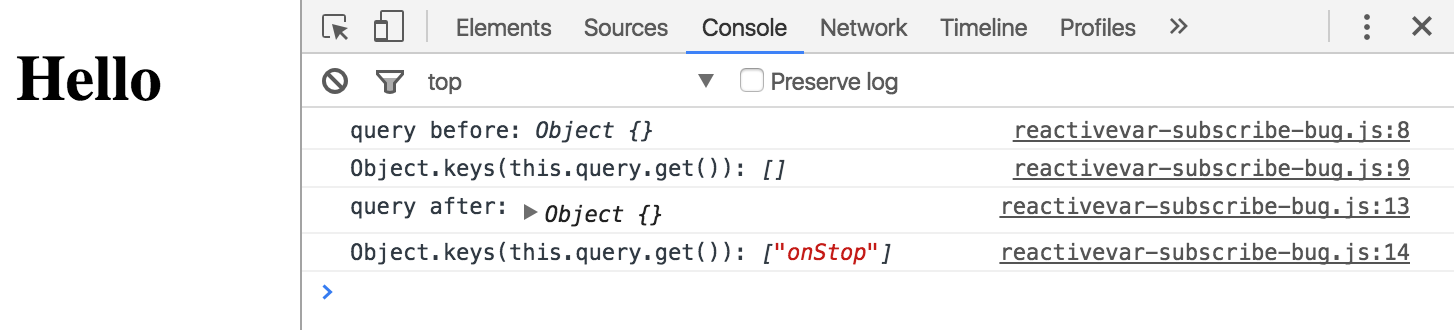 Hello
Elements Sources Console Network Timeline Profiles
top Preserve log
query before: Object {} reactivevar-subscribe-bug.js:8
Object.keys(this.query.get()): [] reactivevar-subscribe-bug.js:9
query after: Object {} reactivevar-subscribe-bug.js:13
Object.keys(this.query.get()): ["onStop"] reactivevar-subscribe-bug.js:14